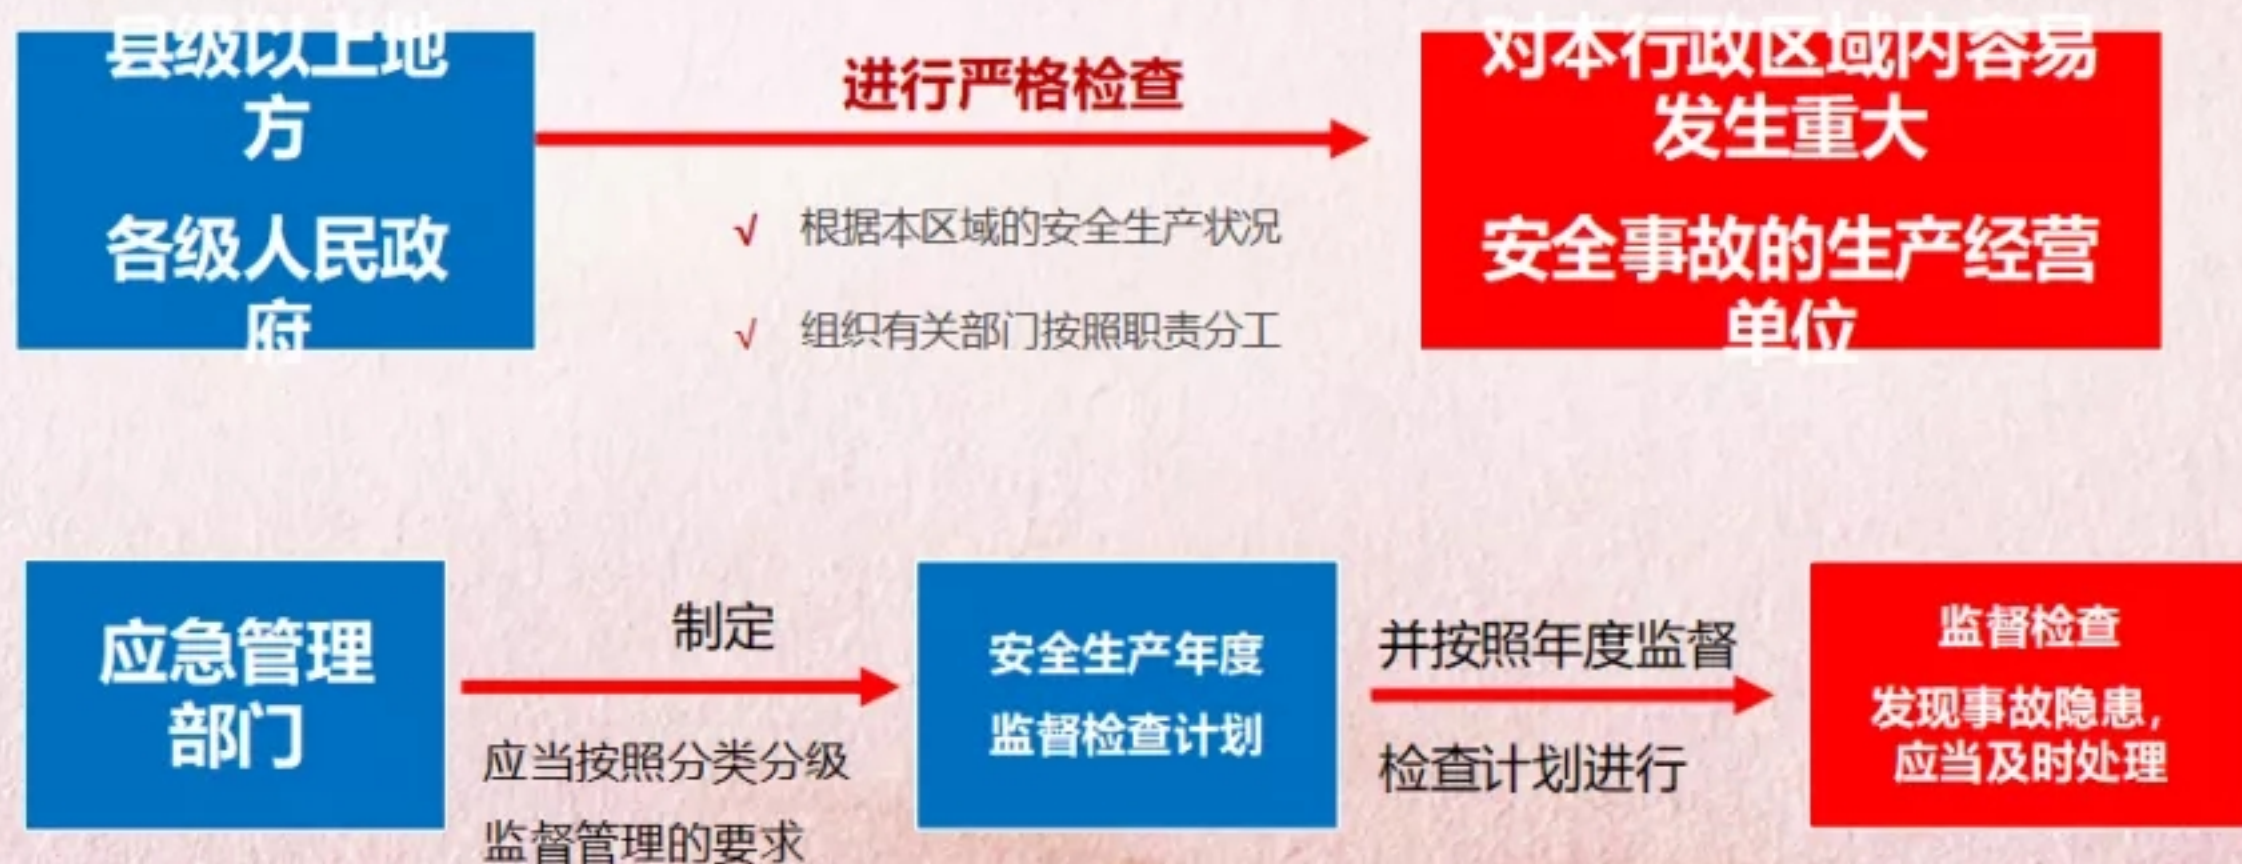 县级以上地
方
各级人民政
府
进行严格检查
√ 根据本区域的安全生产状况
√ 组织有关部门按照职责分工
对本行政区域内容易
发生重大
安全事故的生产经营
单位
应急管理
部门
制定
应当按照分类分级
监督管理的要求
安全生产年度
监督检查计划
并按照年度监督
检查计划进行
监督检查
发现事故隐患，
应当及时处理